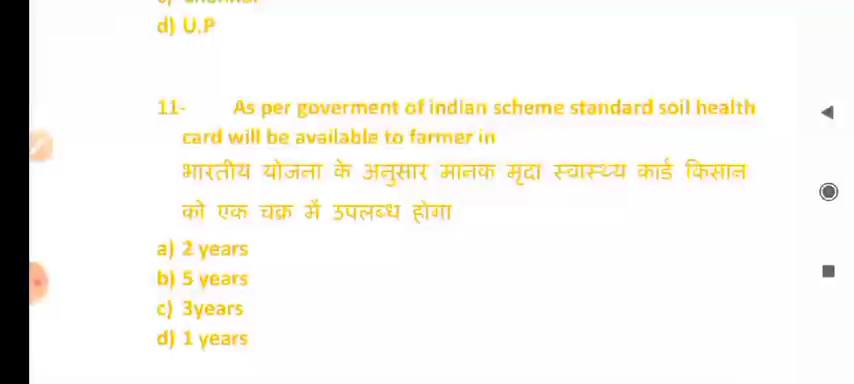 d) U.P
11- As per goverment of indian scheme standard soil health
card will be available to farmer in
भारतीय योजना के अनुसार मानक मृदा स्वास्थ्य कार्ड किसान
को एक चक्र में उपलब्ध होगा
a) 2 years
b) 5 years
c) 3years
d) 1 years